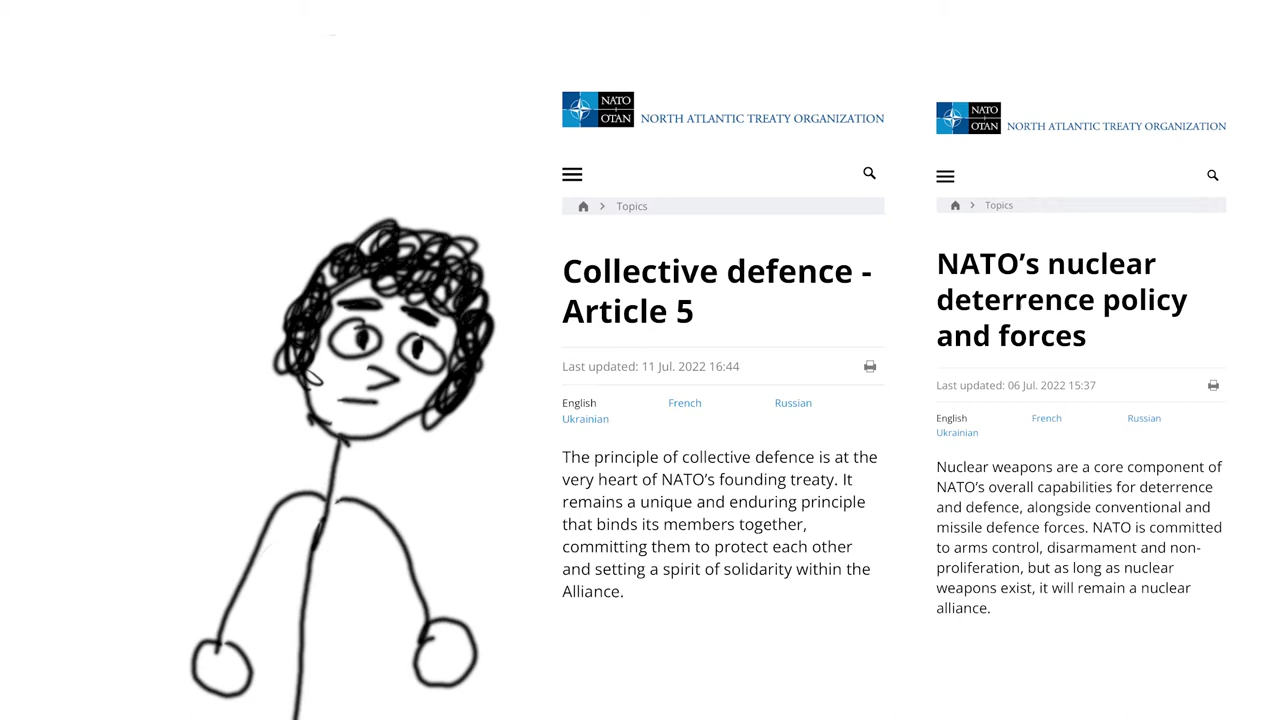 NATO
OTAN
NORTH ATLANTIC TREATY ORGANIZATION
Topics
Collective defence -
Article 5
Last updated: 11 Jul. 2022 16:44
English French Russian
Ukrainian
The principle of collective defence is at the
very heart of NATO’s founding treaty. It
remains a unique and enduring principle
that binds its members together,
committing them to protect each other
and setting a spirit of solidarity within the
Alliance.
NATO
OTAN
NORTH ATLANTIC TREATY ORGANIZATION
Topics
NATO’s nuclear
deterrence policy
and forces
Last updated: 06 Jul. 2022 15:37
English French Russian
Ukrainian
Nuclear weapons are a core component of
NATO’s overall capabilities for deterrence
and defence, alongside conventional and
missile defence forces. NATO is committed
to arms control, disarmament and non-
proliferation, but as long as nuclear
weapons exist, it will remain a nuclear
alliance.